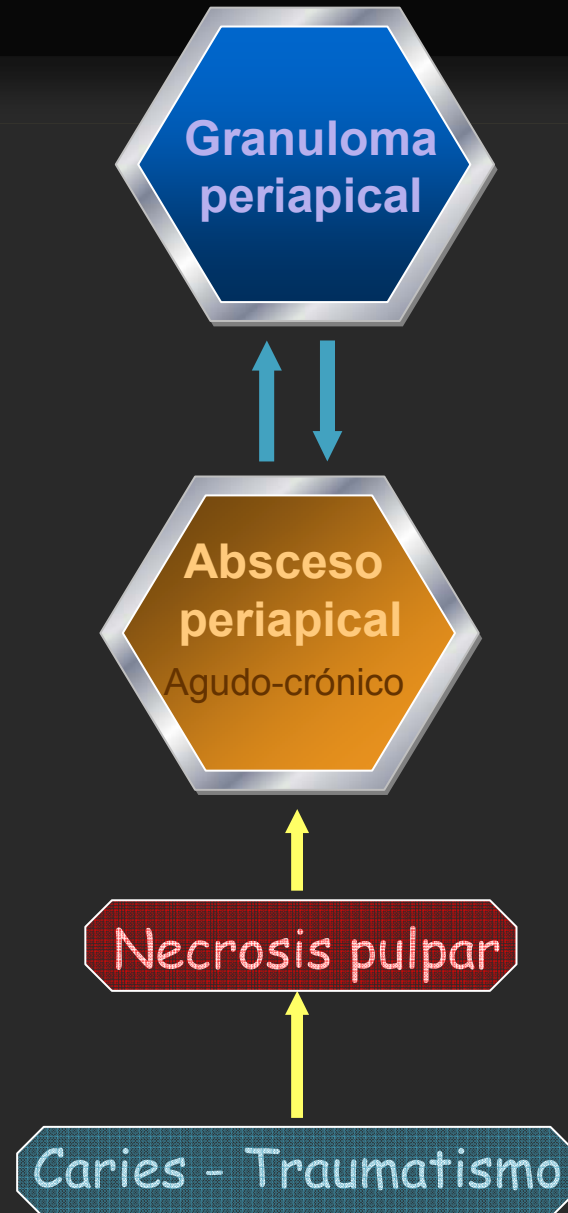 Granuloma
periapical
Absceso
periapical
Agudo-crónico
Necrosis pulpar
Caries - Traumatismo